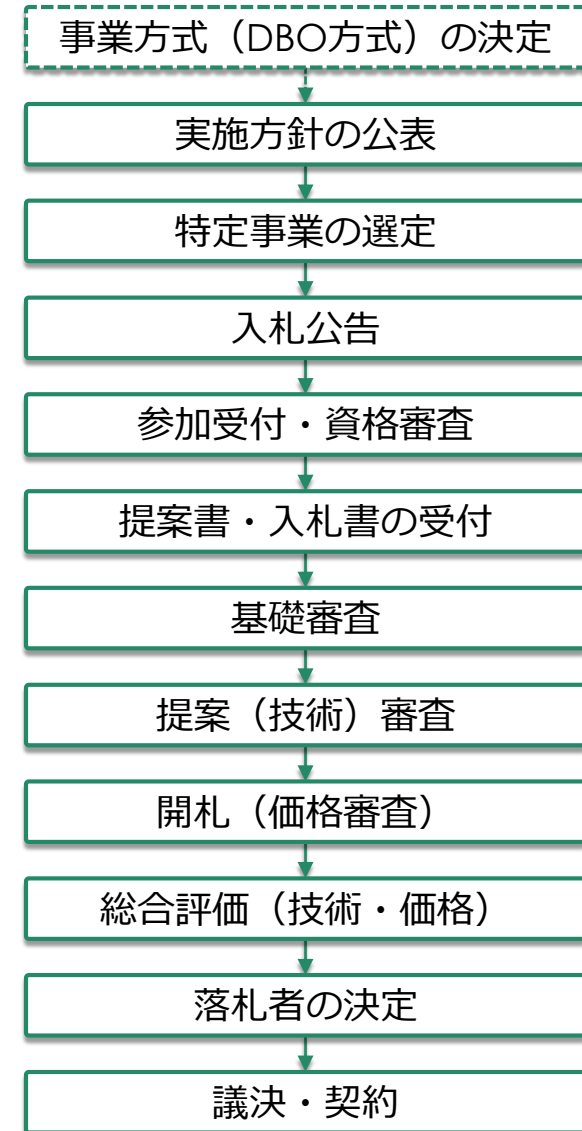 事業方式（DBO方式）の決定
実施方針の公表
特定事業の選定
入札公告
参加受付・資格審査
提案書・入札書の受付
基礎審査
提案（技術）審査
開札（価格審査）
総合評価（技術・価格）
落札者の決定
議決・契約